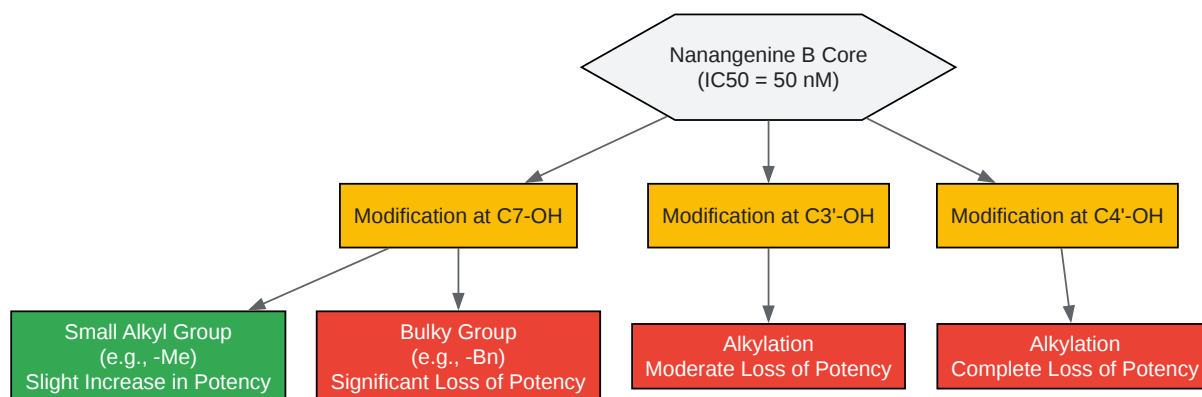 Nanangenine B Core
(IC50 = 50 nM)
Modification at C7-OH
Modification at C3'-OH
Modification at C4'-OH
Small Alkyl Group
(e.g., -Me)
Slight Increase in Potency
Bulky Group
(e.g., -Bn)
Significant Loss of Potency
Alkylation
Moderate Loss of Potency
Alkylation
Complete Loss of Potency